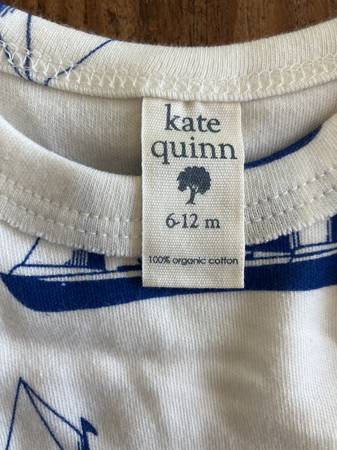 kate
quinn
6-12 m
100% organic cotton